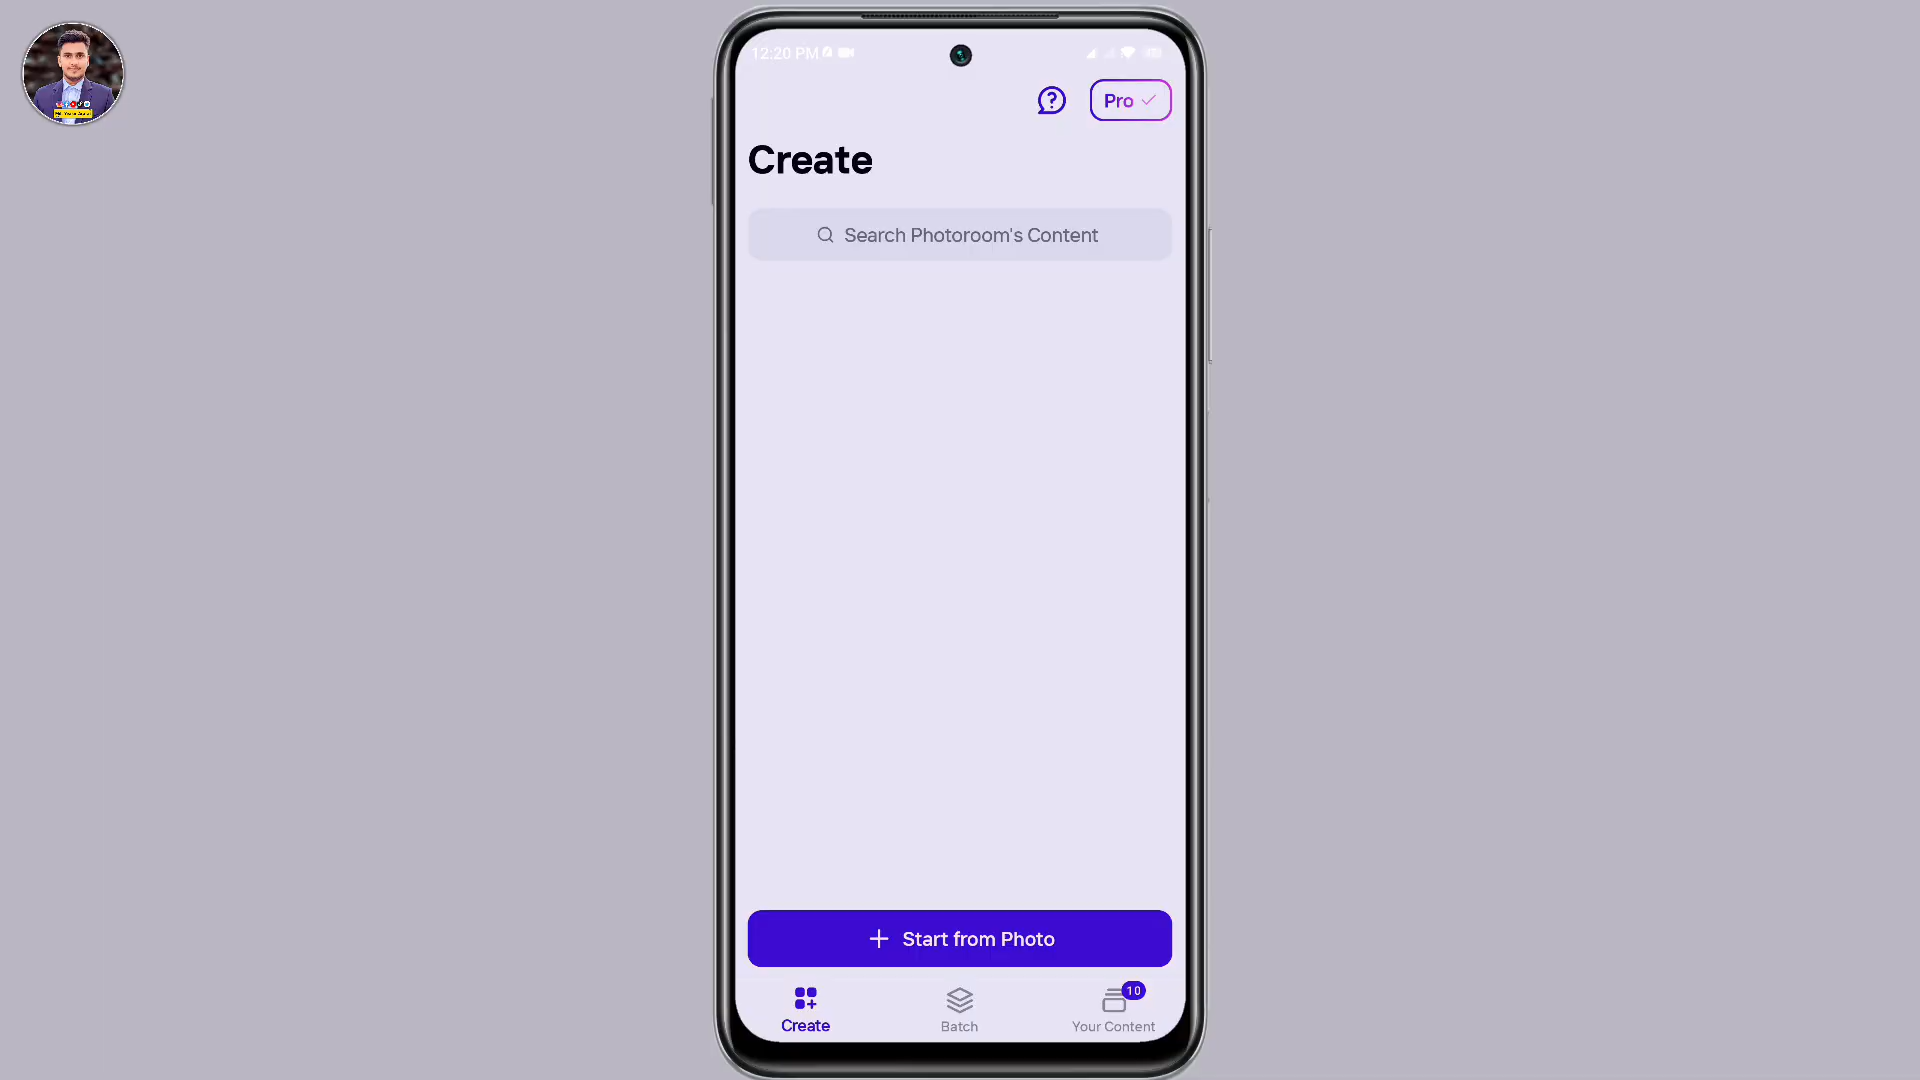 12:20 PM
Pro
Create
Search Photoroom's Content
Start from Photo
10
Create
Batch
Your Content